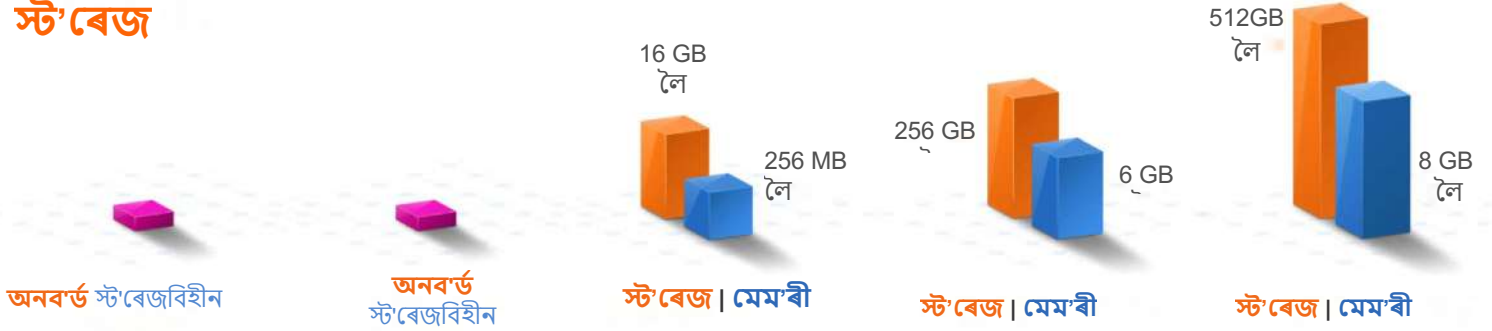 স্ট’ৰেজ
অনব'ৰ্ড স্ট'ৰেজবিহীন
অনব'ৰ্ড
স্ট'ৰেজবিহীন
16 GB
লৈ
256 MB
লৈ
স্ট’ৰেজ | মেম’ৰী
256 GB
6 GB
স্ট’ৰেজ | মেম’ৰী
512GB
লৈ
8 GB
লৈ
স্ট’ৰেজ | মেম’ৰী